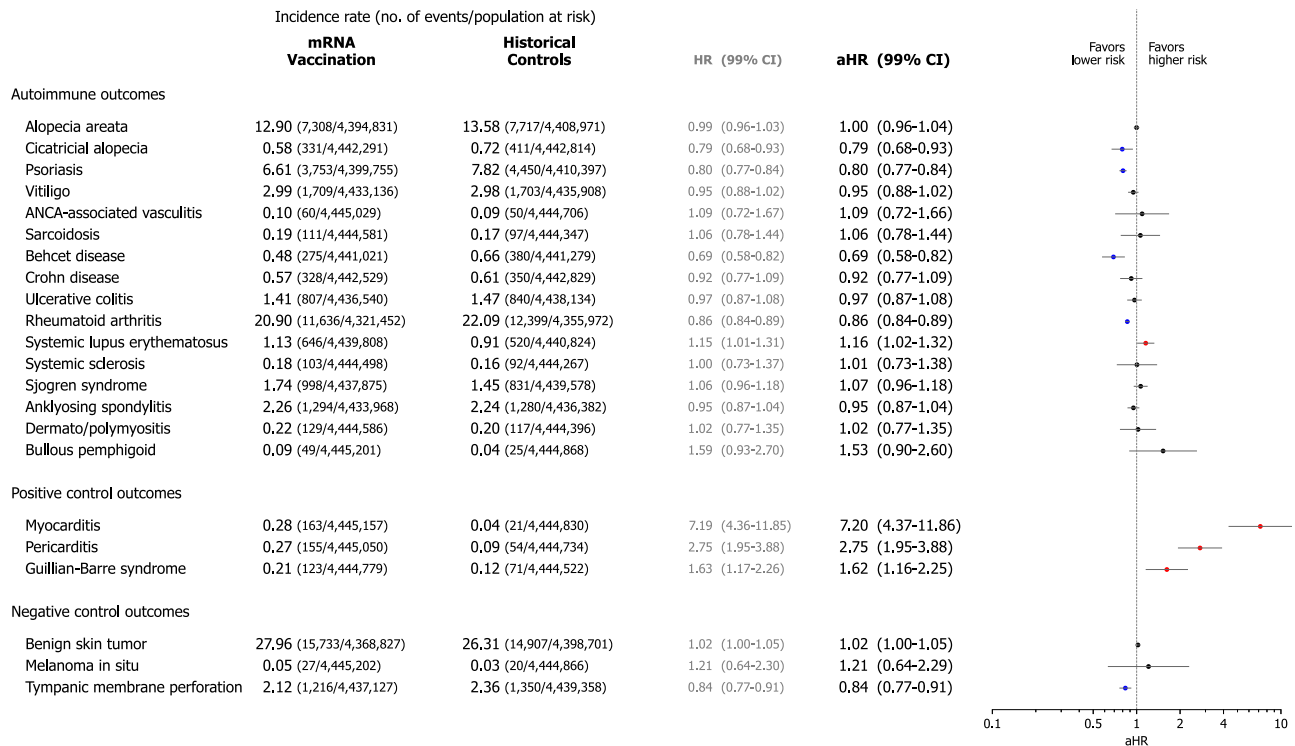 Incidence rate (no. of events/population at risk)
mRNA Vaccination Historical Controls HR (99% CI) aHR (99% CI) Favors lower risk Favors higher risk
Autoimmune outcomes
Alopecia areata 12.90 (7,308/4,394,831) 13.58 (7,717/4,408,971) 0.99 (0.96-1.03) 1.00 (0.96-1.04)
Cicatricial alopecia 0.58 (331/4,442,291) 0.72 (411/4,442,814) 0.79 (0.68-0.93) 0.79 (0.68-0.93)
Psoriasis 6.61 (3,753/4,399,755) 7.82 (4,450/4,410,397) 0.80 (0.77-0.84) 0.80 (0.77-0.84)
Vitiligo 2.99 (1,709/4,433,136) 2.98 (1,703/4,435,908) 0.95 (0.88-1.02) 0.95 (0.88-1.02)
ANCA-associated vasculitis 0.10 (60/4,445,029) 0.09 (50/4,444,706) 1.09 (0.72-1.67) 1.09 (0.72-1.66)
Sarcoidosis 0.19 (111/4,444,581) 0.17 (97/4,444,347) 1.06 (0.78-1.44) 1.06 (0.78-1.44)
Behcet disease 0.48 (275/4,441,021) 0.66 (380/4,441,279) 0.69 (0.58-0.82) 0.69 (0.58-0.82)
Crohn disease 0.57 (328/4,442,529) 0.61 (350/4,442,829) 0.92 (0.77-1.09) 0.92 (0.77-1.09)
Ulcerative colitis 1.41 (807/4,436,540) 1.47 (840/4,438,134) 0.97 (0.87-1.08) 0.97 (0.87-1.08)
Rheumatoid arthritis 20.90 (11,636/4,321,452) 22.09 (12,399/4,355,972) 0.86 (0.84-0.89) 0.86 (0.84-0.89)
Systemic lupus erythematosus 1.13 (646/4,439,808) 0.91 (520/4,440,824) 1.15 (1.01-1.31) 1.16 (1.02-1.32)
Systemic sclerosis 0.18 (103/4,444,498) 0.16 (92/4,444,267) 1.00 (0.73-1.37) 1.01 (0.73-1.38)
Sjogren syndrome 1.74 (998/4,437,875) 1.45 (831/4,439,578) 1.06 (0.96-1.18) 1.07 (0.96-1.18)
Anklyosing spondylitis 2.26 (1,294/4,433,968) 2.24 (1,280/4,436,382) 0.95 (0.87-1.04) 0.95 (0.87-1.04)
Dermato/polymyositis 0.22 (129/4,444,586) 0.20 (117/4,444,396) 1.02 (0.77-1.35) 1.02 (0.77-1.35)
Bullous pemphigoid 0.09 (49/4,445,201) 0.04 (25/4,444,868) 1.59 (0.93-2.70) 1.53 (0.90-2.60)
Positive control outcomes
Myocarditis 0.28 (163/4,445,157) 0.04 (21/4,444,830) 7.19 (4.36-11.85) 7.20 (4.37-11.86)
Pericarditis 0.27 (155/4,445,050) 0.09 (54/4,444,734) 2.75 (1.95-3.88) 2.75 (1.95-3.88)
Guillian-Barre syndrome 0.21 (123/4,444,779) 0.12 (71/4,444,522) 1.63 (1.17-2.26) 1.62 (1.16-2.25)
Negative control outcomes
Benign skin tumor 27.96 (15,733/4,368,827) 26.31 (14,907/4,398,701) 1.02 (1.00-1.05) 1.02 (1.00-1.05)
Melanoma in situ 0.05 (27/4,445,202) 0.03 (20/4,444,866) 1.21 (0.64-2.30) 1.21 (0.64-2.29)
Tympanic membrane perforation 2.12 (1,216/4,437,127) 2.36 (1,350/4,439,358) 0.84 (0.77-0.91) 0.84 (0.77-0.91)
0.1 0.5 1 2 4 10
aHR